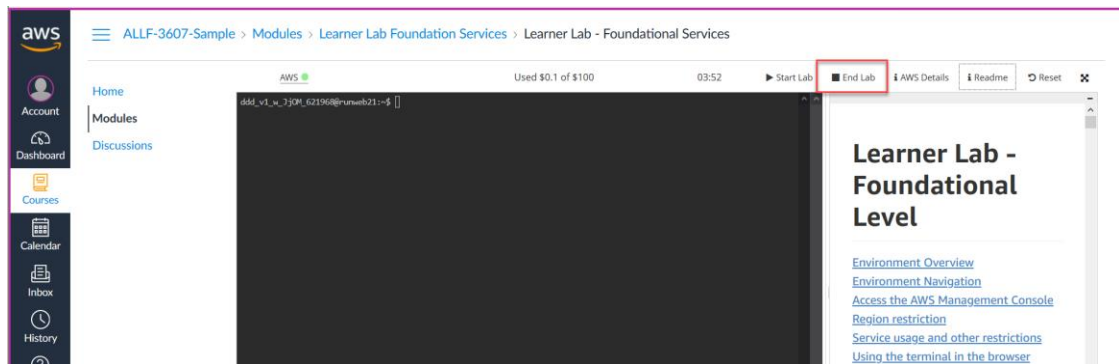 aws
ALLF-3607-Sample > Modules > Learner Lab Foundation Services > Learner Lab - Foundational Services
Account
Dashboard
Courses
Calendar
Inbox
History
Home
Modules
Discussions
AWS
Used $0.1 of $100
03:52
Start Lab
End Lab
AWS Details
Readme
Reset
ddd_v1_w_JjOM_621968@runweb21:~$
Learner Lab -
Foundational
Level
Environment Overview
Environment Navigation
Access the AWS Management Console
Region restriction
Service usage and other restrictions
Using the terminal in the browser